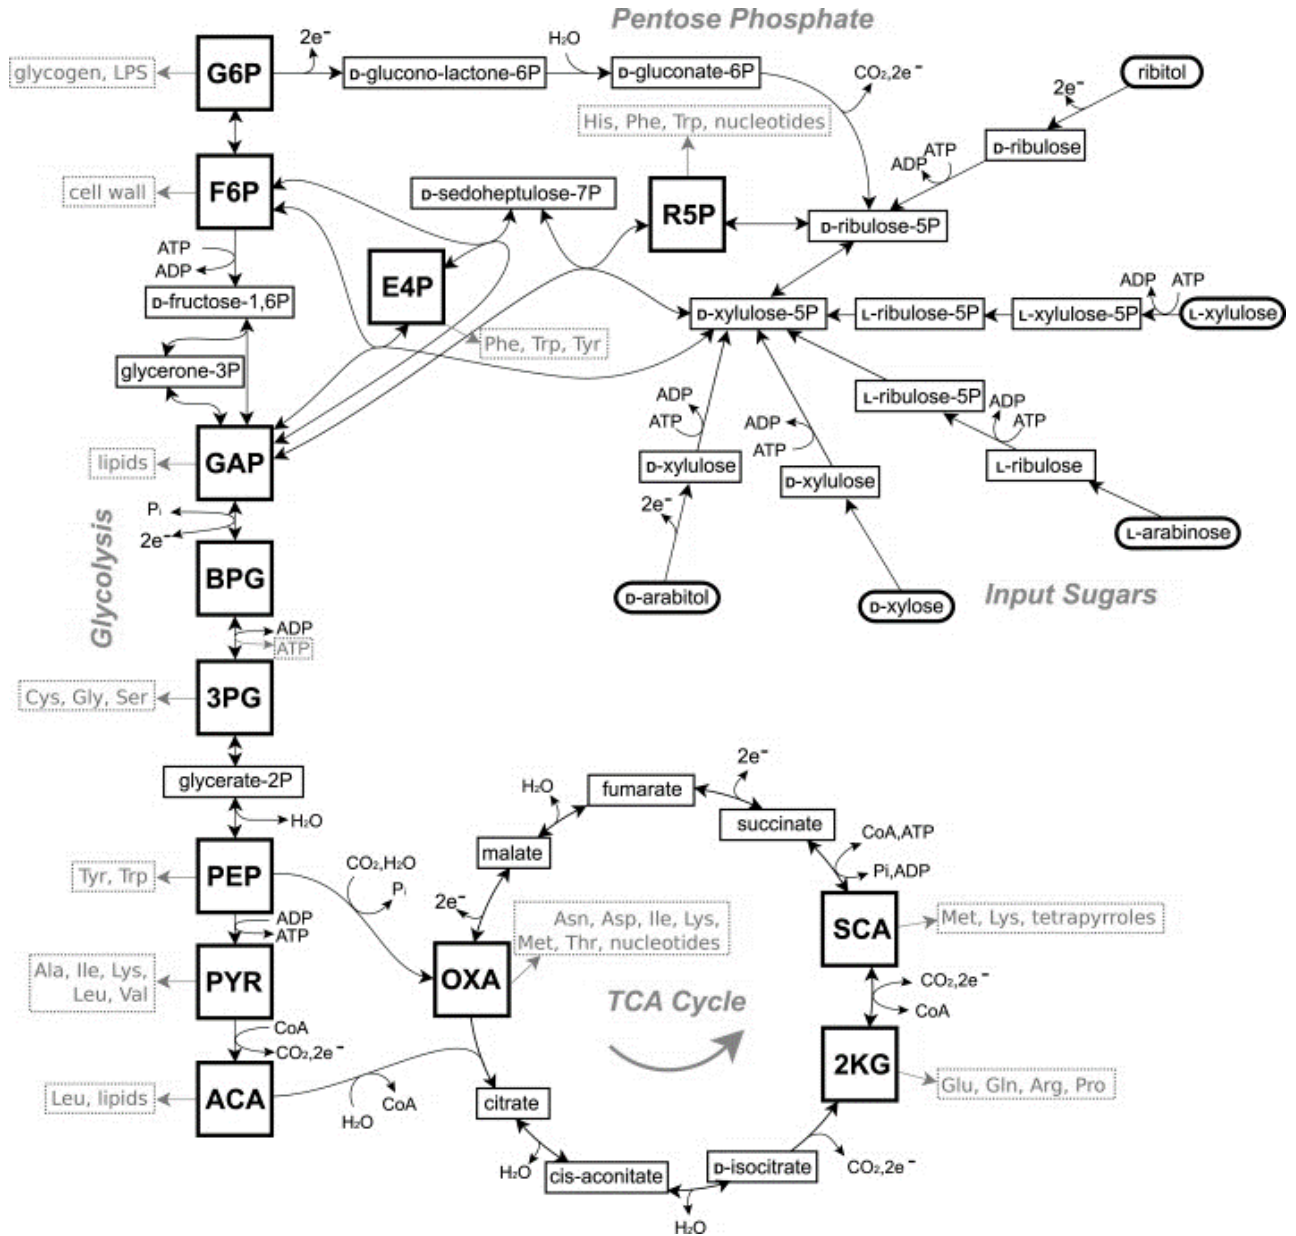 Pentose Phosphate
2e⁻
H₂O
glycogen, LPS
G6P
D-glucono-lactone-6P
D-gluconate-6P
CO₂,2e⁻
ribitol
2e⁻
His, Phe, Trp, nucleotides
D-ribulose
ATP
ADP
cell wall
F6P
D-sedoheptulose-7P
R5P
D-ribulose-5P
ATP
ADP
E4P
D-fructose-1,6P
ADP
ATP
D-xylulose-5P
L-ribulose-5P
L-xylulose-5P
L-xylulose
Phe, Trp, Tyr
glycerone-3P
L-ribulose-5P
ADP
ATP
ADP
ATP
ADP
ATP
lipids
GAP
D-xylulose
D-xylulose
L-ribulose
Pᵢ
2e⁻
2e⁻
L-arabinose
Glycolysis
BPG
D-arabitol
D-xylose
Input Sugars
ADP
ATP
Cys, Gly, Ser
3PG
glycerate-2P
H₂O
fumarate
2e⁻
H₂O
succinate
CoA,ATP
malate
Pi,ADP
Tyr, Trp
PEP
CO₂,H₂O
Pᵢ
2e⁻
ADP
ATP
Asn, Asp, Ile, Lys,
Met, Thr, nucleotides
SCA
Met, Lys, tetrapyrroles
Ala, Ile, Lys,
Leu, Val
PYR
OXA
TCA Cycle
CO₂,2e⁻
CoA
CoA
CO₂,2e⁻
2KG
Glu, Gln, Arg, Pro
Leu, lipids
ACA
CoA
H₂O
citrate
H₂O
cis-aconitate
D-isocitrate
CO₂,2e⁻
H₂O